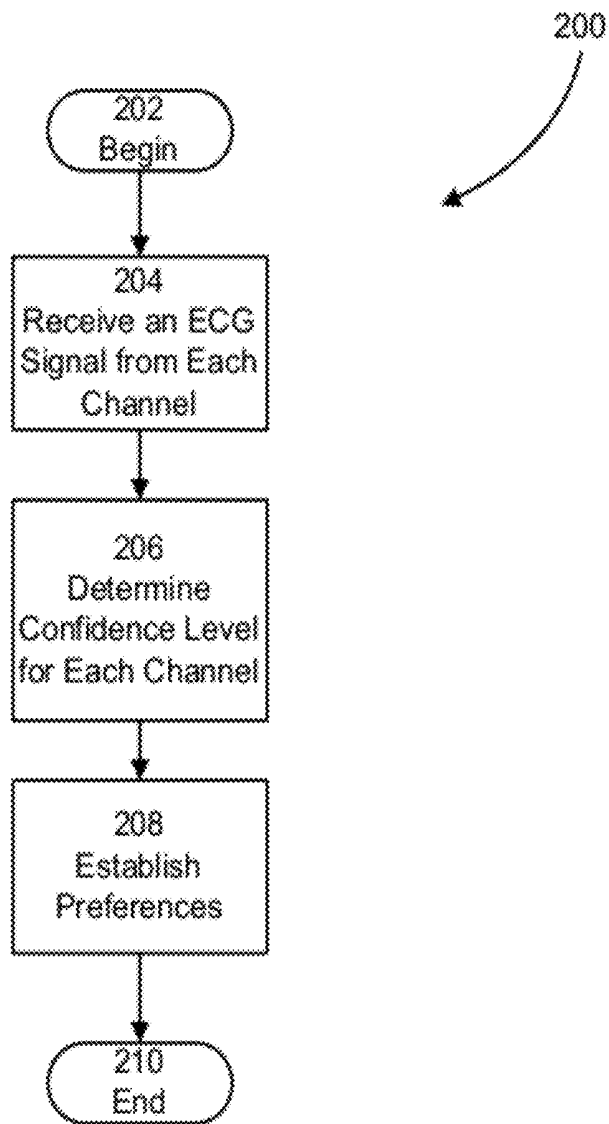 200
202
Begin
204
Receive an ECG
Signal from Each
Channel
206
Determine
Confidence Level
for Each Channel
208
Establish
Preferences
210
End